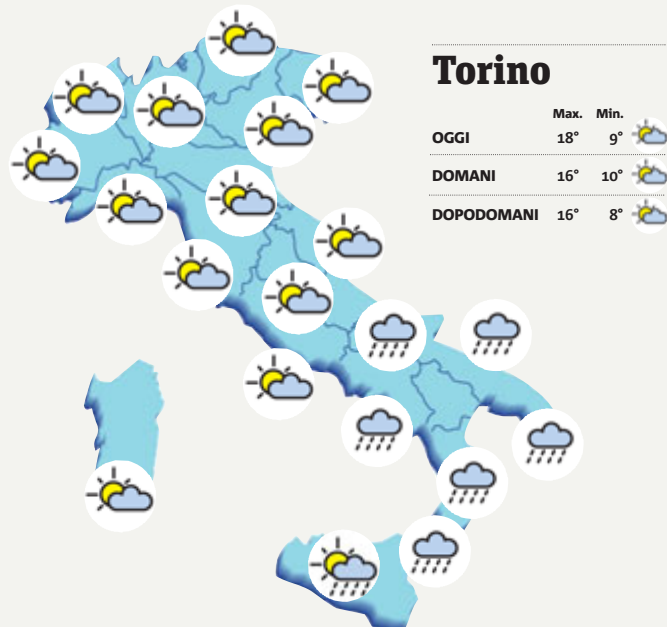 Torino
Max. Min.
OGGI 18° 9°
DOMANI 16° 10°
DOPODOMANI 16° 8°